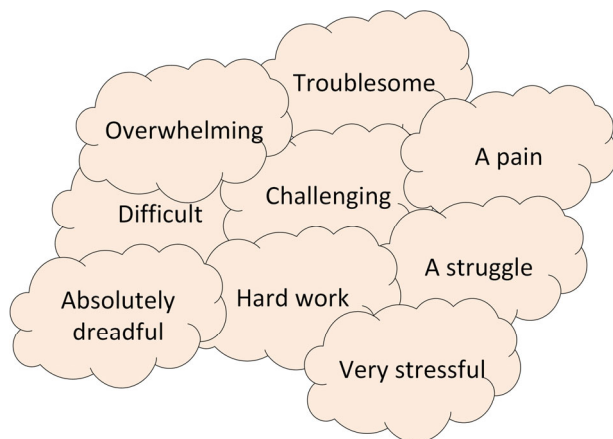 Troublesome
Overwhelming
A pain
Challenging
Difficult
A struggle
Absolutely
dreadful
Hard work
Very stressful